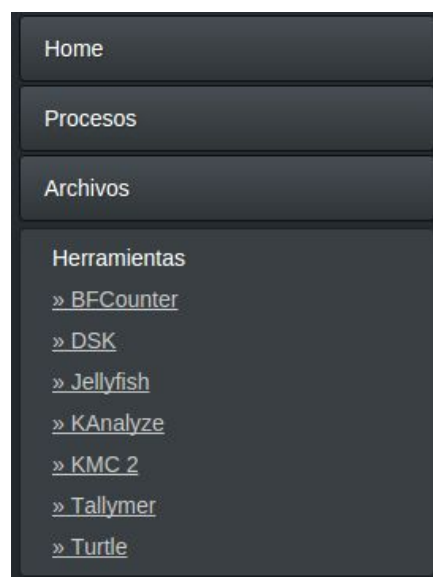 Home
Procesos
Archivos
Herramientas
» BFCounter
» DSK
» Jellyfish
» KAnalyze
» KMC 2
» Tallymer
» Turtle